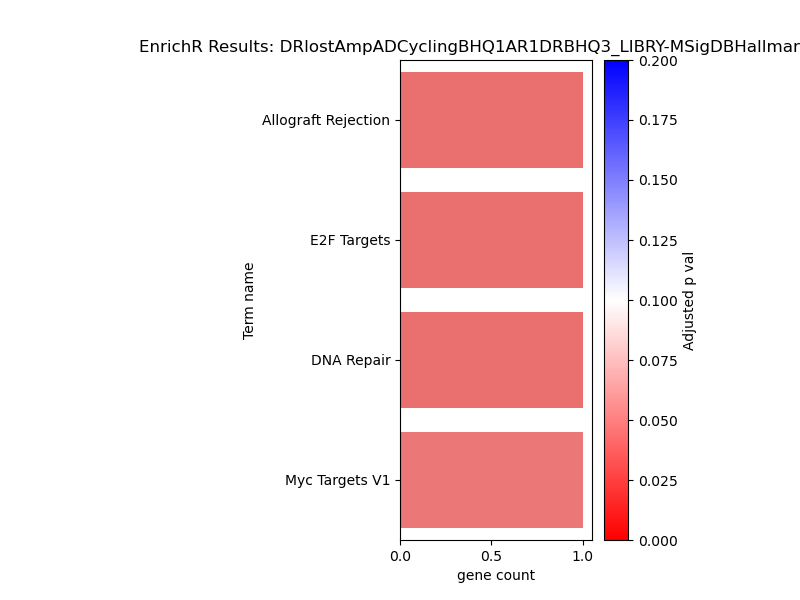 EnrichR Results: DRlostAmpADCyclingBHQ1AR1DRBHQ3_LIBRY-MSigDBHallmar
Allograft Rejection
E2F Targets
DNA Repair
Myc Targets V1
Term name
0.0 0.5 1.0
gene count
0.200
0.175
0.150
0.125
0.100
0.075
0.050
0.025
0.000
Adjusted p val